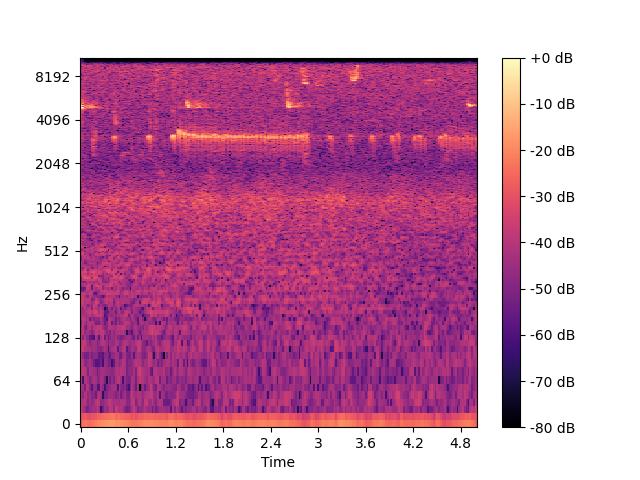 8192
4096
2048
1024
512
256
128
64
0
Hz
0 0.6 1.2 1.8 2.4 3 3.6 4.2 4.8
Time
+0 dB
-10 dB
-20 dB
-30 dB
-40 dB
-50 dB
-60 dB
-70 dB
-80 dB